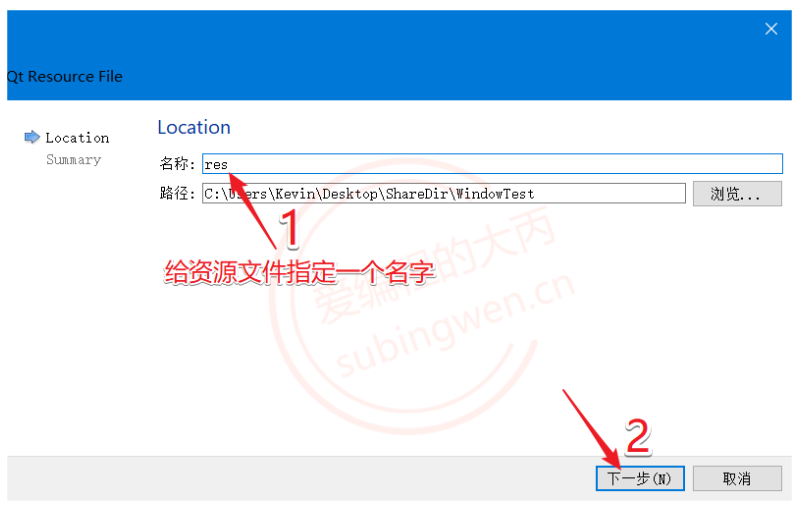 Qt Resource File
Location
Summary
Location
名称: res
路径: C:\Users\Kevin\Desktop\ShareDir\WindowTest 浏览...
1
给资源文件指定一个名字
爱编程的大丙
subingwen.cn
2
下一步(N) 取消